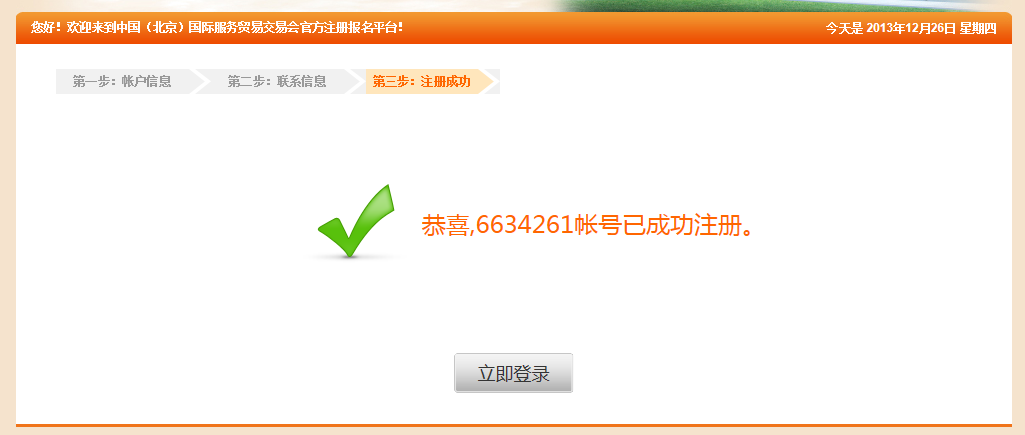 您好！欢迎来到中国（北京）国际服务贸易交易会官方注册报名平台！
今天是 2013年12月26日 星期四
第一步：帐户信息
第二步：联系信息
第三步：注册成功
恭喜,6634261帐号已成功注册。
立即登录